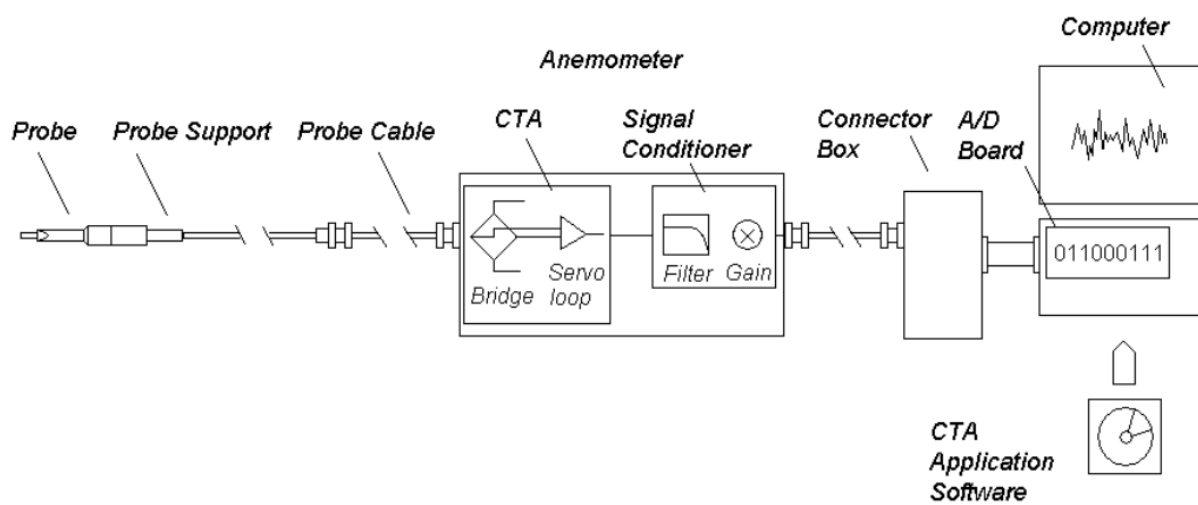 Computer
Anemometer
Probe
Probe Support
Probe Cable
CTA
Signal
Conditioner
Connector
Box
A/D
Board
011000111
Bridge
Servo
loop
Filter
Gain
CTA
Application
Software